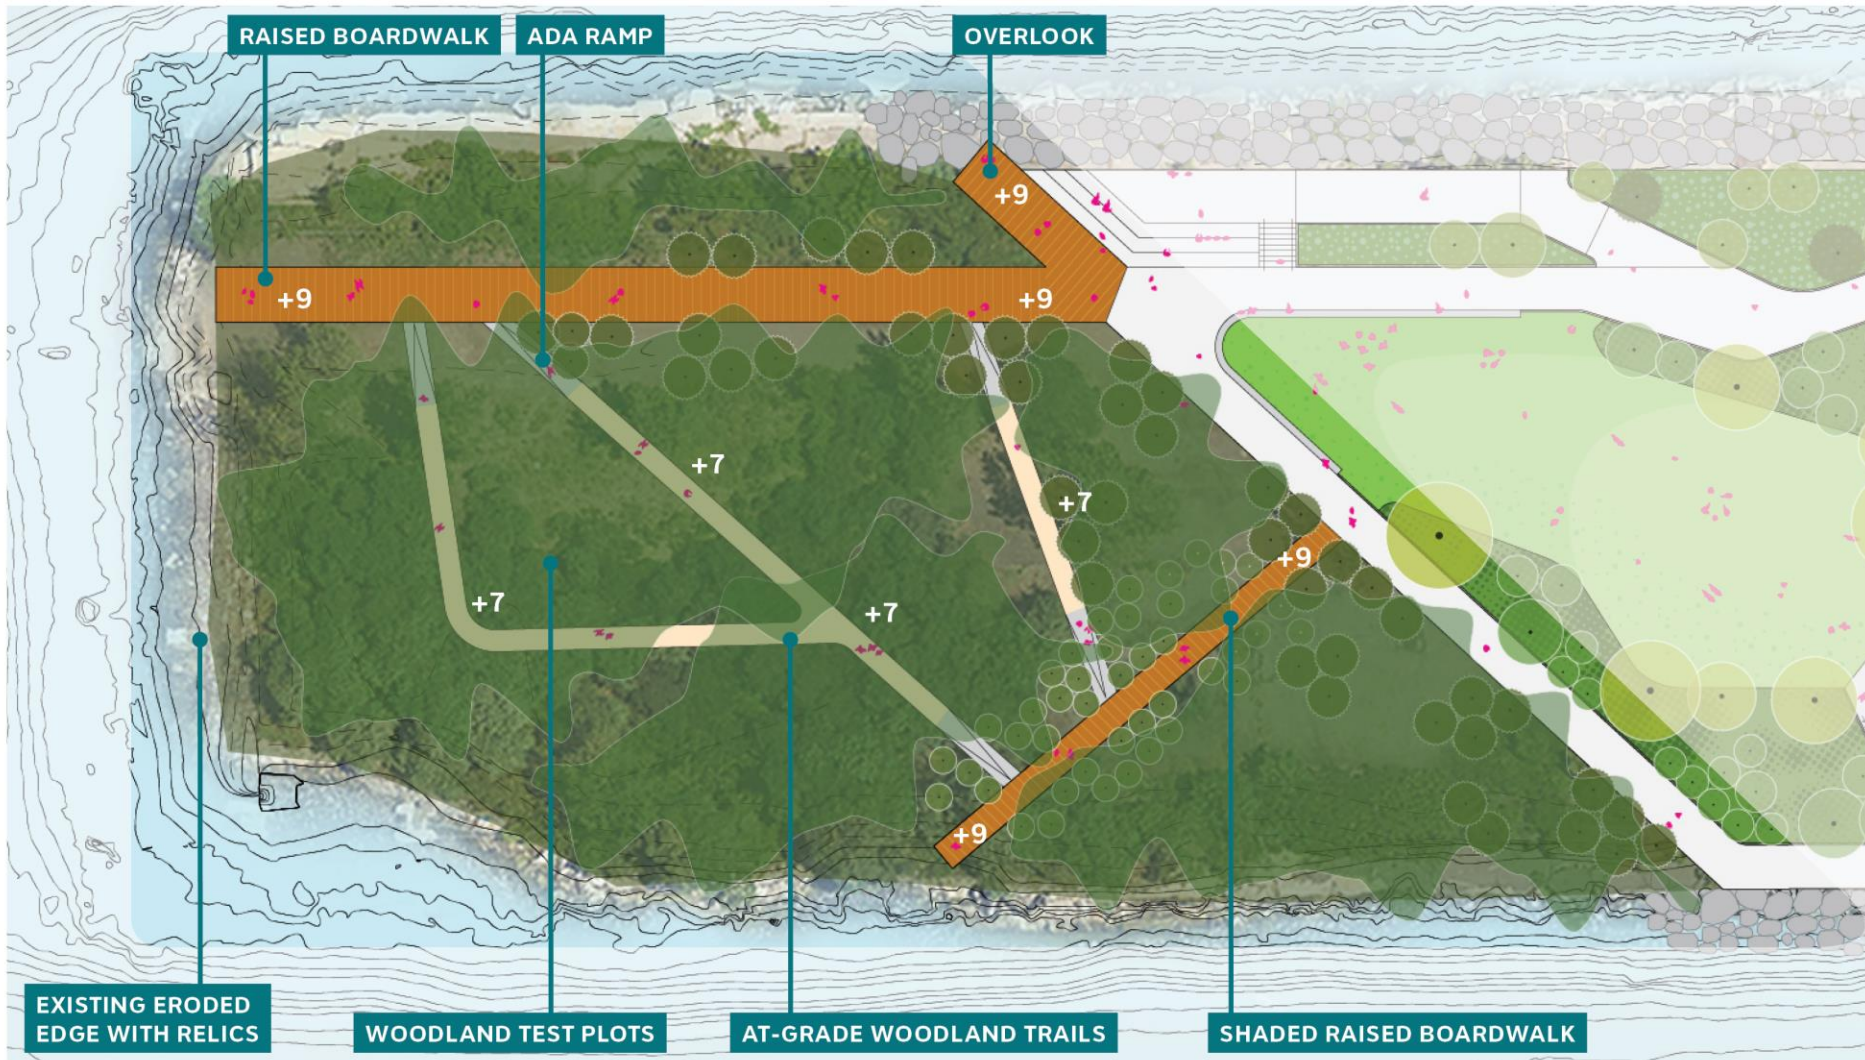 RAISED BOARDWALK
ADA RAMP
OVERLOOK
+9
+9
+9
+7
+7
+7
+7
+9
+9
EXISTING ERODED
EDGE WITH RELICS
WOODLAND TEST PLOTS
AT-GRADE WOODLAND TRAILS
SHADED RAISED BOARDWALK